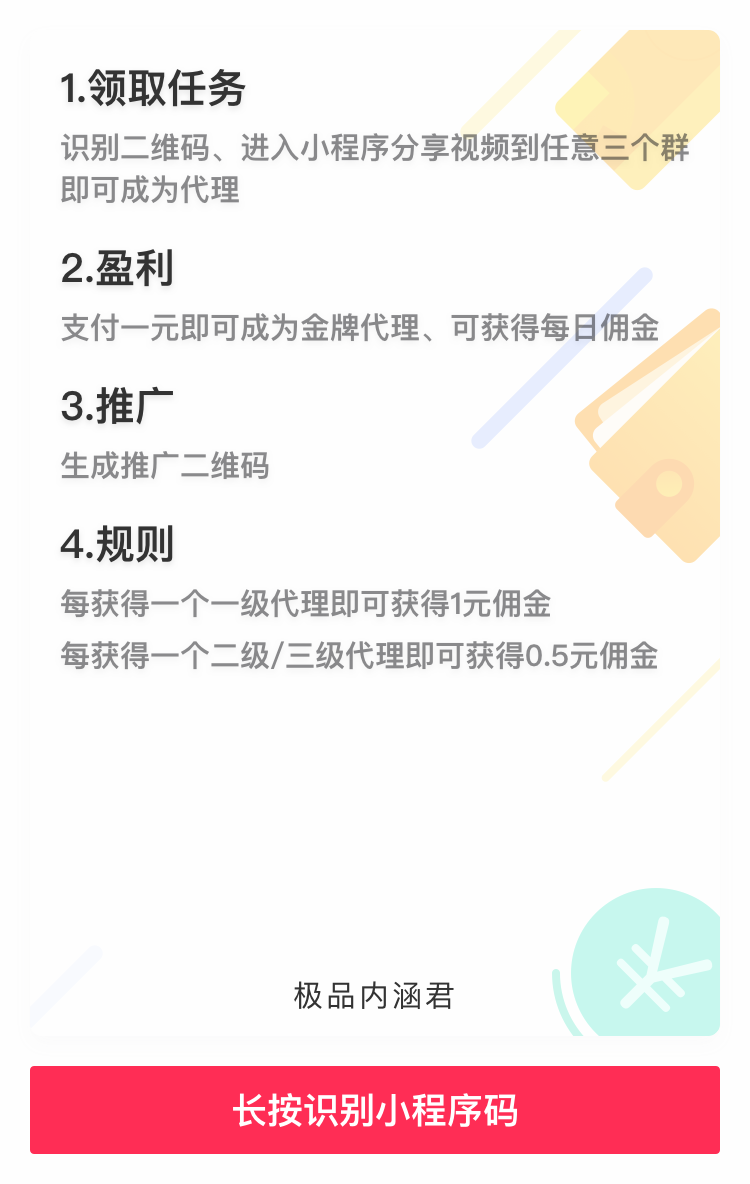 1.领取任务
识别二维码、进入小程序分享视频到任意三个群
即可成为代理
2.盈利
支付一元即可成为金牌代理、可获得每日佣金
3.推广
生成推广二维码
4.规则
每获得一个一级代理即可获得1元佣金
每获得一个二级/三级代理即可获得0.5元佣金
极品内涵君
长按识别小程序码